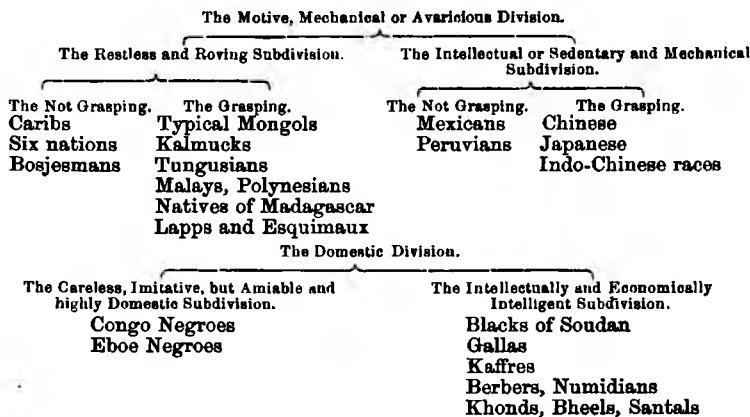 The Motive, Mechanical or Avaricious Division.
The Restless and Roving Subdivision.
The Intellectual or Sedentary and Mechanical
Subdivision.
The Not Grasping.
Caribs
Six nations
Bosjesmans
The Grasping.
Typical Mongols
Kalmucks
Tungusians
Malays, Polynesians
Natives of Madagascar
Lapps and Esquimaux
The Not Grasping.
Mexicans
Peruvians
The Grasping.
Chinese
Japanese
Indo-Chinese races
The Domestic Division.
The Careless, Imitative, but Amiable and
highly Domestic Subdivision.
Congo Negroes
Eboe Negroes
The Intellectually and Economically
Intelligent Subdivision.
Blacks of Soudan
Gallas
Kaffres
Berbers, Numidians
Khonds, Bheels, Santals